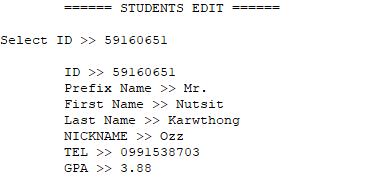 ====== STUDENTS EDIT ======
Select ID >> 59160651
ID >> 59160651
Prefix Name >> Mr.
First Name >> Nutsit
Last Name >> Karwthong
NICKNAME >> Ozz
TEL >> 0991538703
GPA >> 3.88